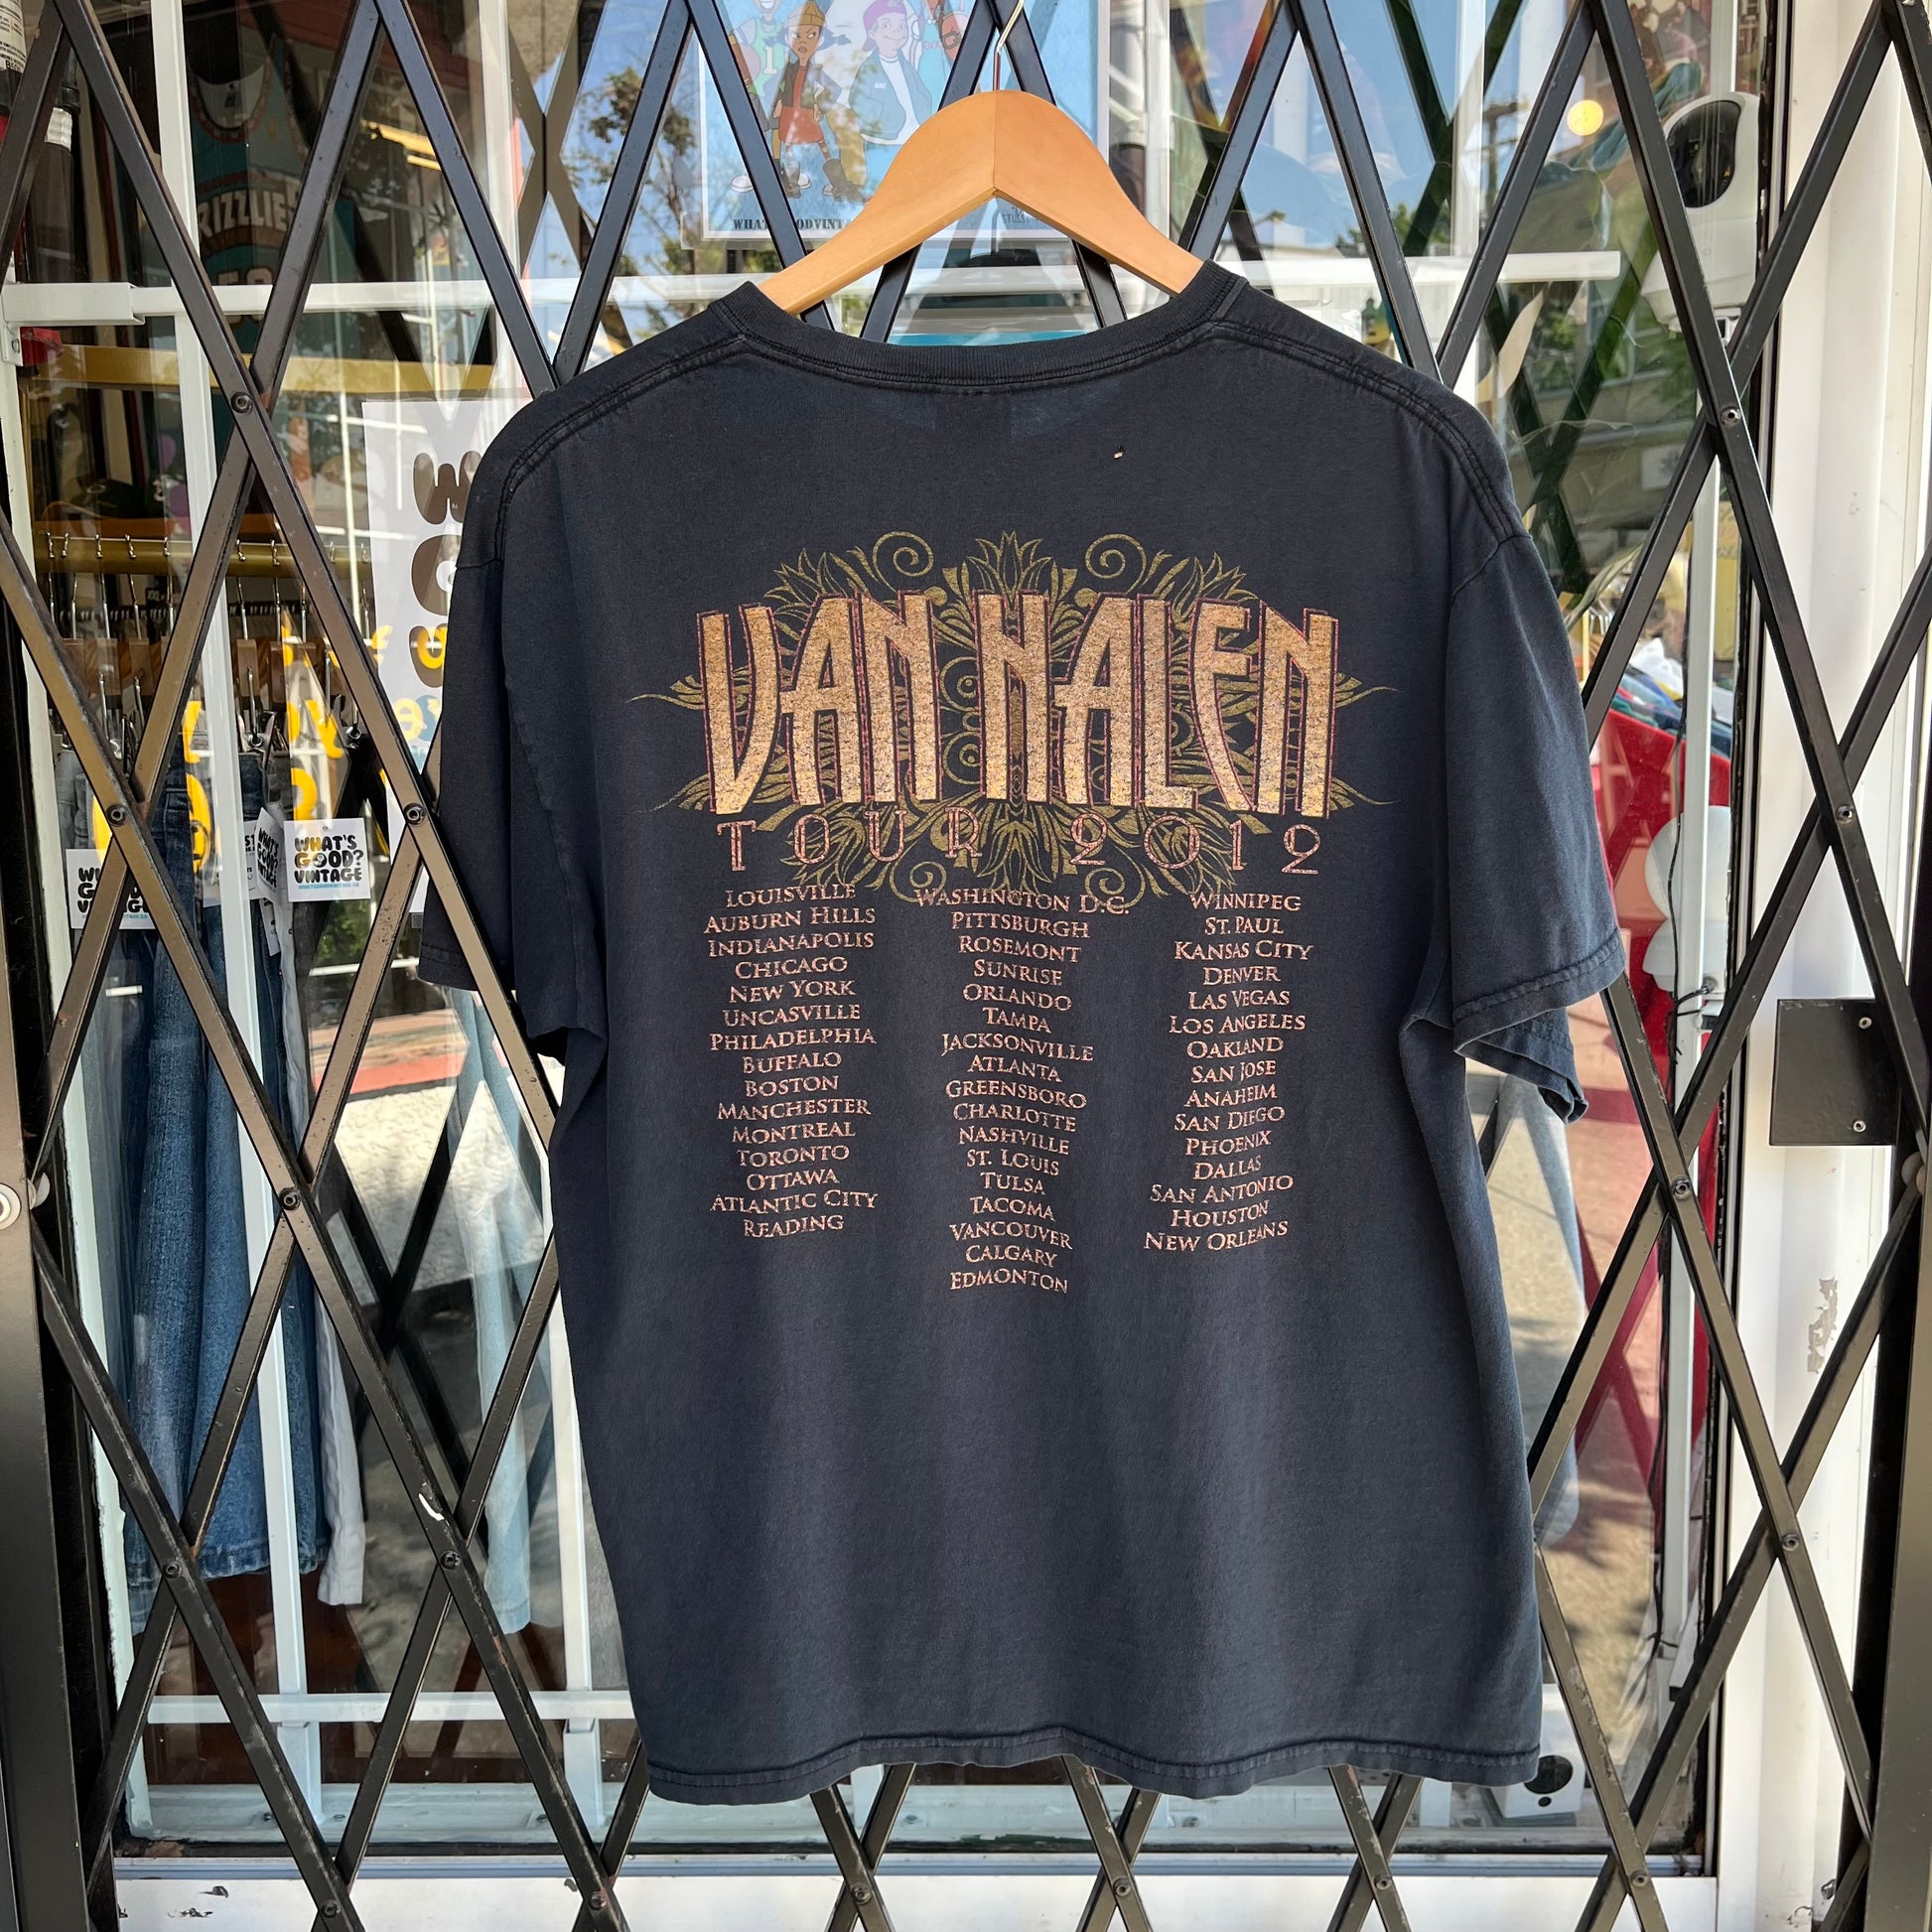 WHAT
RIZZLIE
VAN HALEN
TOUR 2012
LOUISVILLE
AUBURN HILLS
INDIANAPOLIS
CHICAGO
NEW YORK
UNCASVILLE
PHILADELPHIA
BUFFALO
BOSTON
MANCHESTER
MONTREAL
TORONTO
OTTAWA
ATLANTIC CITY
READING
WASHINGTON D.C.
PITTSBURGH
ROSEMONT
SUNRISE
ORLANDO
TAMPA
JACKSONVILLE
ATLANTA
GREENSBORO
CHARLOTTE
NASHVILLE
ST. LOUIS
TULSA
TACOMA
VANCOUVER
CALGARY
EDMONTON
WINNIPEG
ST. PAUL
KANSAS CITY
DENVER
LAS VEGAS
LOS ANGELES
OAKLAND
SAN JOSE
ANAHEIM
SAN DIEGO
PHOENIX
DALLAS
SAN ANTONIO
HOUSTON
NEW ORLEANS
WHAT'S
GOOD?
VINTAGE